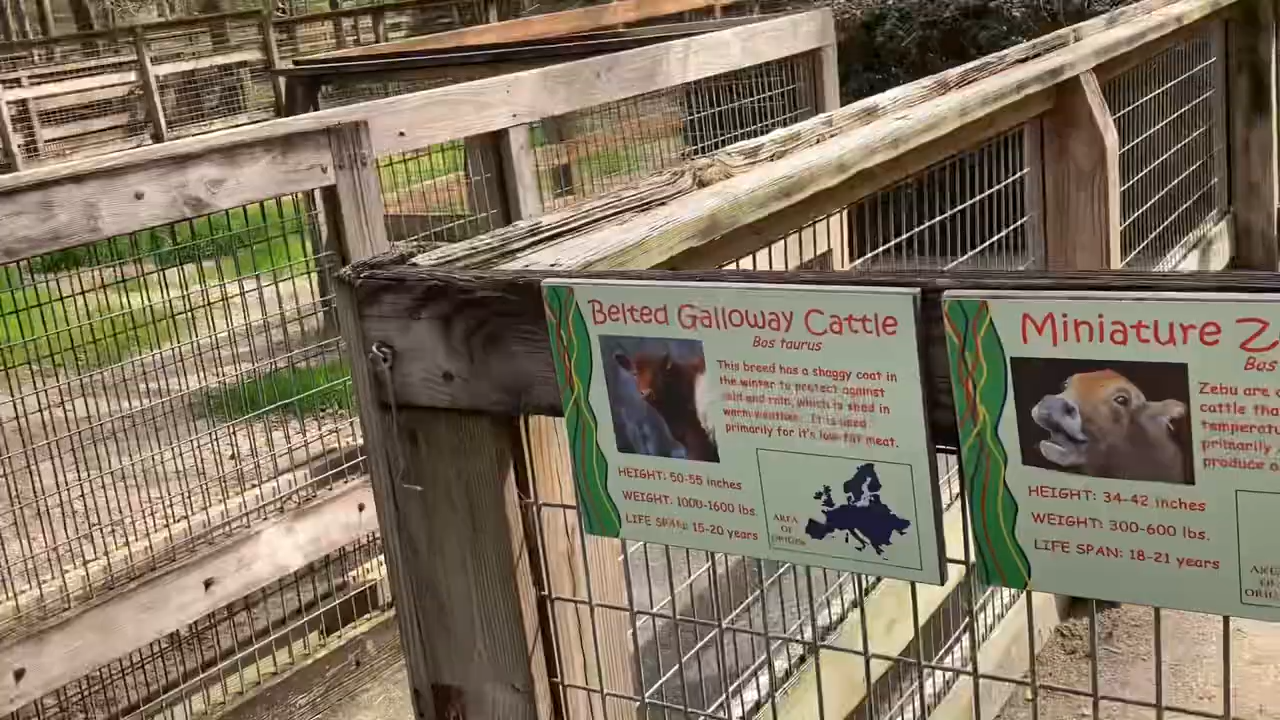 Belted Galloway Cattle
Bos taurus
This breed has a shaggy coat in
the winter to protect against
cold and rain, which is shed in
warm weather. It is used
primarily for it's low fat meat.
HEIGHT: 50-55 inches
WEIGHT: 1000-1600 lbs.
LIFE SPAN: 15-20 years
AREA
OF
ORIGIN
Miniature Z
Bos
Zebu are
cattle tha
temperatu
primarily
produce a
HEIGHT: 34-42 inches
WEIGHT: 300-600 lbs.
LIFE SPAN: 18-21 years
ARE
OF
ORIG